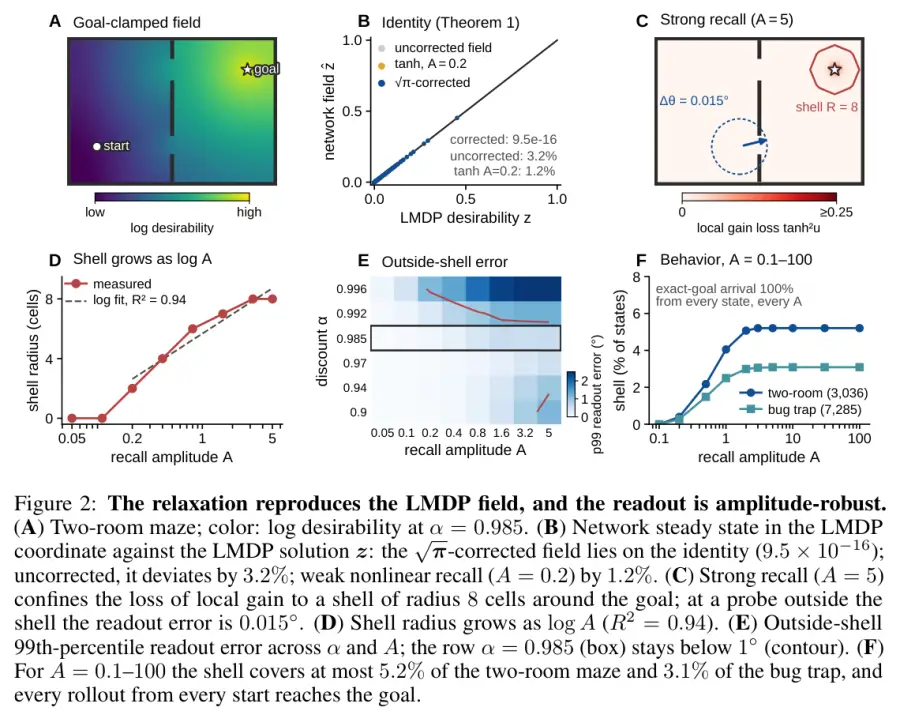 A Goal-clamped field
goal
start
low high
log desirability
B Identity (Theorem 1)
1.0
0.5
0.0
network field ẑ
uncorrected field
tanh, A = 0.2
√π-corrected
corrected: 9.5e-16
uncorrected: 3.2%
tanh A=0.2: 1.2%
0.0 0.5 1.0
LMDP desirability z
C Strong recall (A = 5)
Δθ = 0.015°
shell R = 8
0 ≥0.25
local gain loss tanh²u
D Shell grows as log A
measured
log fit, R² = 0.94
8
4
0
shell radius (cells)
0.05 0.2 1 5
recall amplitude A
E Outside-shell error
0.996
0.992
0.985
0.97
0.94
0.9
discount α
0.05 0.1 0.2 0.4 0.8 1.6 3.2 5
recall amplitude A
2
1
0
p99 readout error (°)
F Behavior, A = 0.1–100
exact-goal arrival 100%
from every state, every A
8
6
4
2
0
shell (% of states)
two-room (3,036)
bug trap (7,285)
0.1 1 10 100
recall amplitude A
Figure 2: The relaxation reproduces the LMDP field, and the readout is amplitude-robust.
(A) Two-room maze; color: log desirability at α = 0.985. (B) Network steady state in the LMDP
coordinate against the LMDP solution z: the √π-corrected field lies on the identity (9.5 × 10⁻¹⁶);
uncorrected, it deviates by 3.2%; weak nonlinear recall (A = 0.2) by 1.2%. (C) Strong recall (A = 5)
confines the loss of local gain to a shell of radius 8 cells around the goal; at a probe outside the
shell the readout error is 0.015°. (D) Shell radius grows as log A (R² = 0.94). (E) Outside-shell
99th-percentile readout error across α and A; the row α = 0.985 (box) stays below 1° (contour). (F)
For A = 0.1–100 the shell covers at most 5.2% of the two-room maze and 3.1% of the bug trap, and
every rollout from every start reaches the goal.